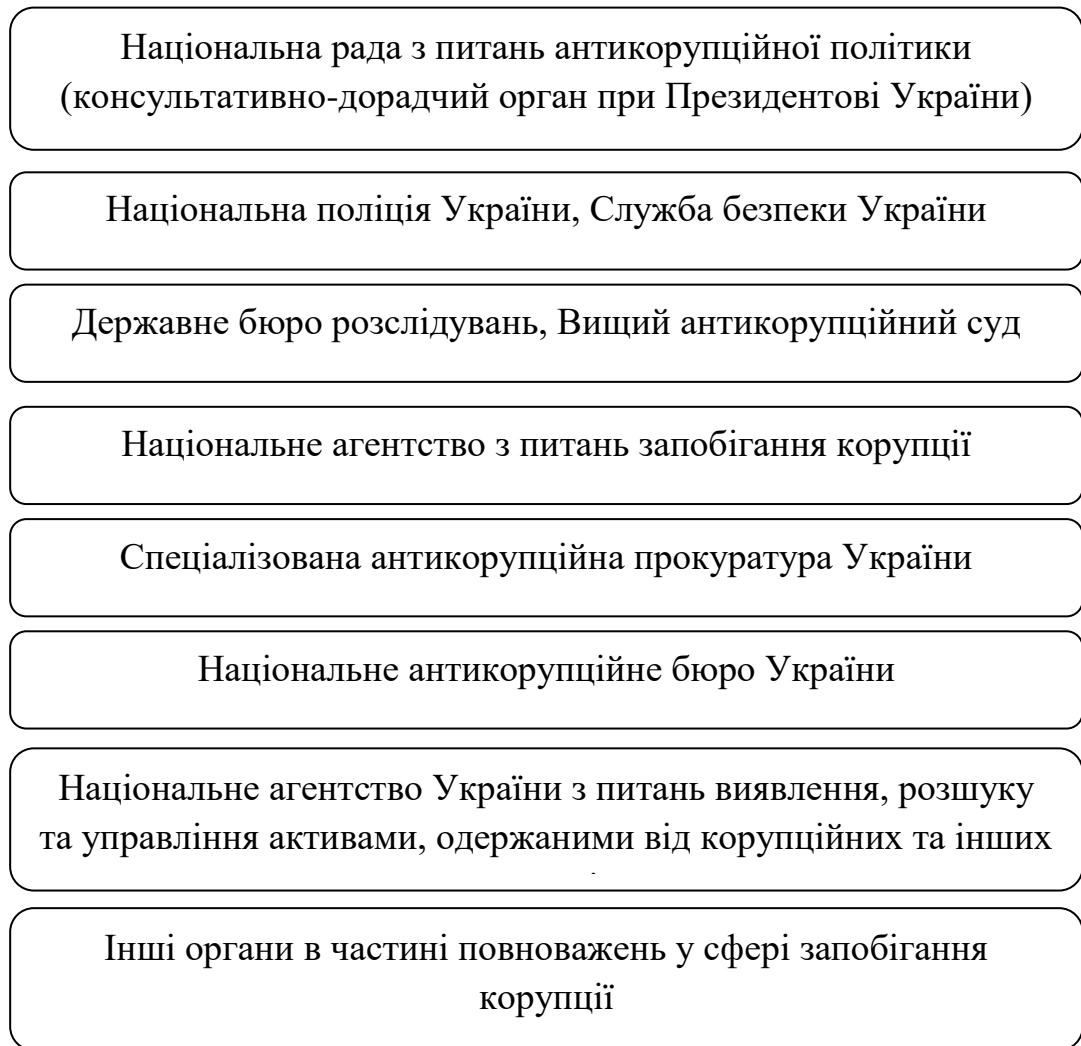 Національна рада з питань антикорупційної політики
(консультативно-дорадчий орган при Президентові України)
Національна поліція України, Служба безпеки України
Державне бюро розслідувань, Вищий антикорупційний суд
Національне агентство з питань запобігання корупції
Спеціалізована антикорупційна прокуратура України
Національне антикорупційне бюро України
Національне агентство України з питань виявлення, розшуку
та управління активами, одержаними від корупційних та інших
Інші органи в частині повноважень у сфері запобігання
корупції